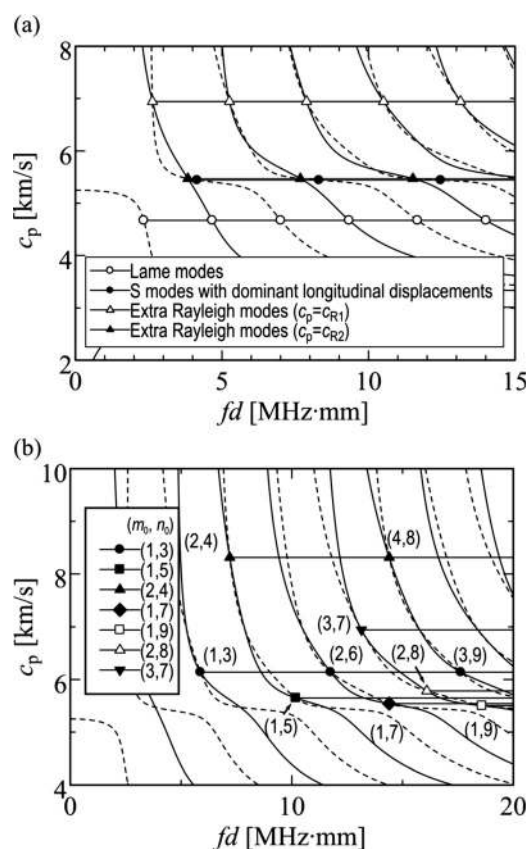 (a)
8
6
4
2
c_p [km/s]
Lame modes
S modes with dominant longitudinal displacements
Extra Rayleigh modes (c_p=c_R1)
Extra Rayleigh modes (c_p=c_R2)
0 5 10 15
fd [MHz·mm]
(b)
10
8
6
4
c_p [km/s]
(m_0, n_0)
(1,3)
(1,5)
(2,4)
(1,7)
(1,9)
(2,8)
(3,7)
(2,4) (4,8)
(3,7)
(1,3) (2,6) (2,8) (3,9)
(1,5) (1,7) (1,9)
0 10 20
fd [MHz·mm]